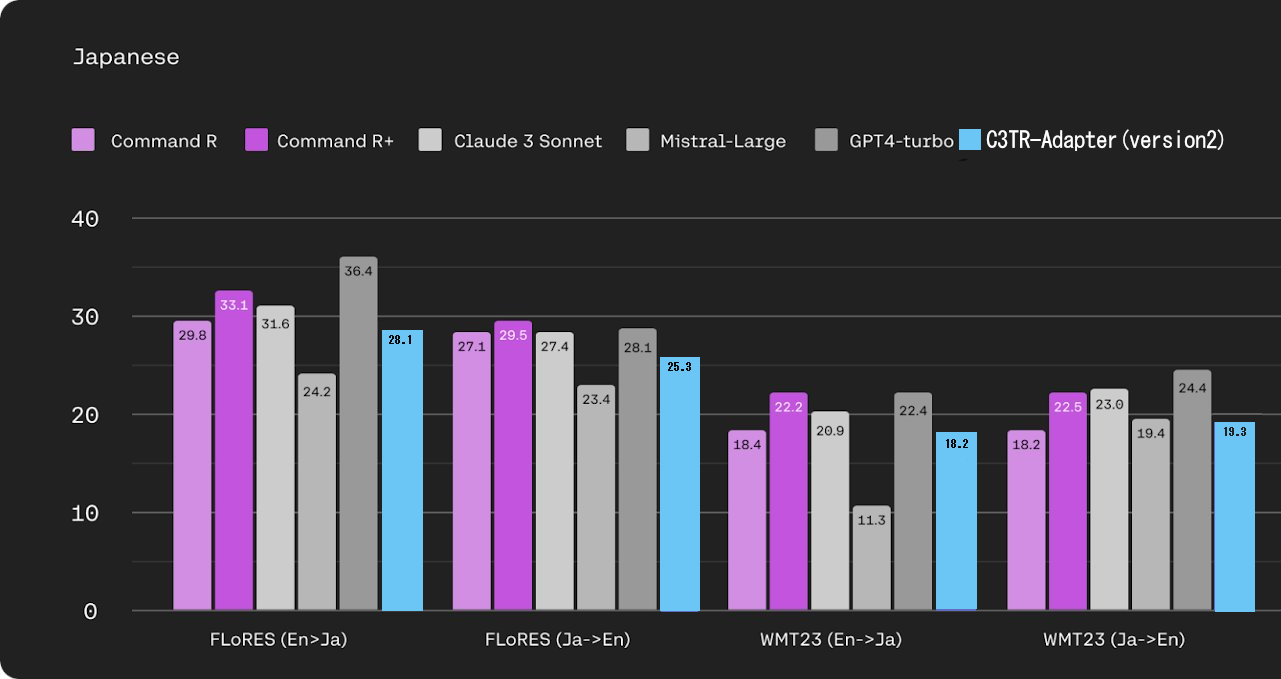 Japanese
Command R Command R+ Claude 3 Sonnet Mistral-Large GPT4-turbo C3TR-Adapter(version2)
40
30
20
10
0
29.8 33.1 31.6 24.2 36.4 28.1
27.1 29.5 27.4 23.4 28.1 25.3
18.4 22.2 20.9 11.3 22.4 18.2
18.2 22.5 23.0 19.4 24.4 19.3
FLoRES (En>Ja) FLoRES (Ja->En) WMT23 (En->Ja) WMT23 (Ja->En)